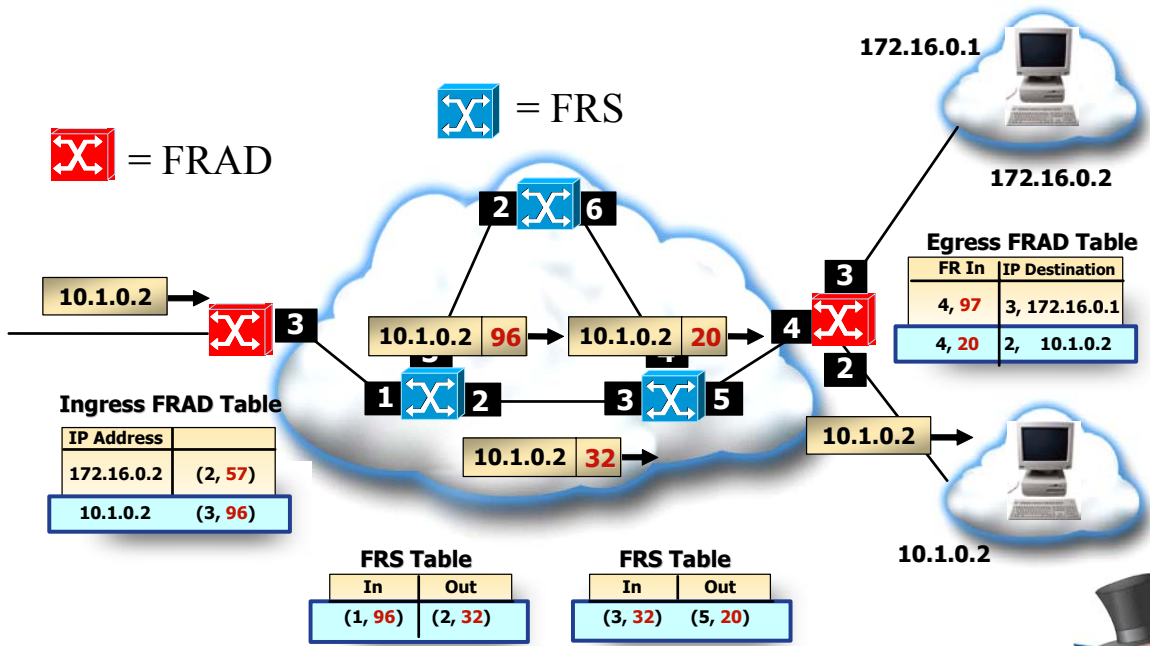 172.16.0.1
= FRS
= FRAD
172.16.0.2
2 6
Egress FRAD Table
FR In IP Destination
4, 97 3, 172.16.0.1
4, 20 2, 10.1.0.2
10.1.0.2
3
3
4
2
10.1.0.2 96
10.1.0.2 20
1 2
3 5
10.1.0.2
10.1.0.2 32
Ingress FRAD Table
IP Address
172.16.0.2 (2, 57)
10.1.0.2 (3, 96)
10.1.0.2
FRS Table
In Out
(1, 96) (2, 32)
FRS Table
In Out
(3, 32) (5, 20)